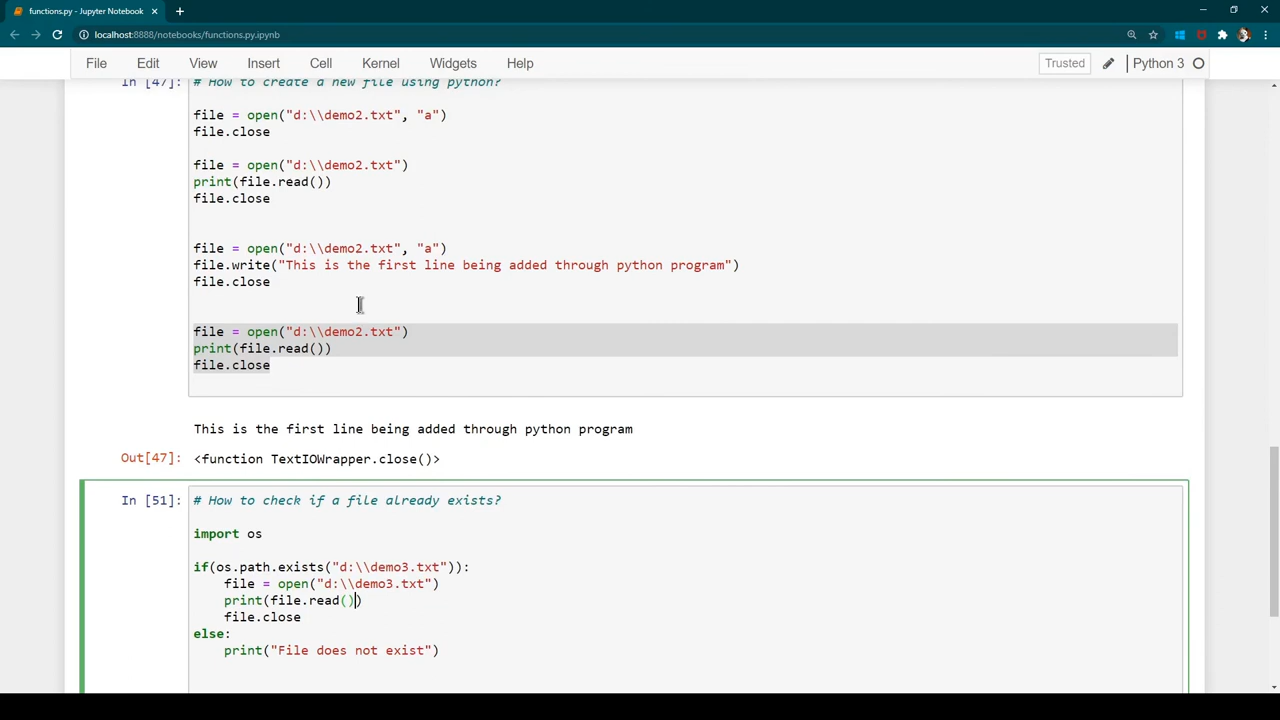 functions.py - Jupyter Notebook
localhost:8888/notebooks/functions.py.ipynb
File Edit View Insert Cell Kernel Widgets Help Trusted Python 3
In [47]: # How to create a new file using python?
file = open("d:\\demo2.txt", "a")
file.close
file = open("d:\\demo2.txt")
print(file.read())
file.close
file = open("d:\\demo2.txt", "a")
file.write("This is the first line being added through python program")
file.close
file = open("d:\\demo2.txt")
print(file.read())
file.close
This is the first line being added through python program
Out[47]: <function TextIOWrapper.close()>
In [51]: # How to check if a file already exists?
import os
if(os.path.exists("d:\\demo3.txt")):
file = open("d:\\demo3.txt")
print(file.read())
file.close
else:
print("File does not exist")